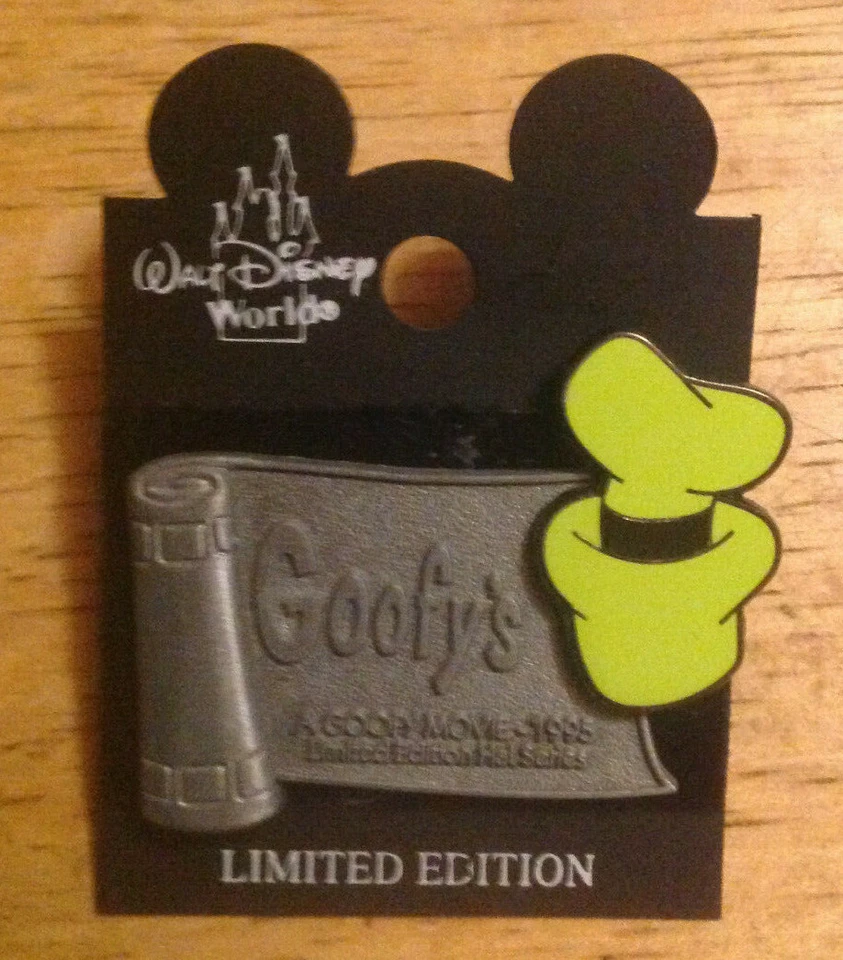 Walt Disney
World®
Goofy's
A GOOFY MOVIE-1995
Limited Edition Hat Series
LIMITED EDITION